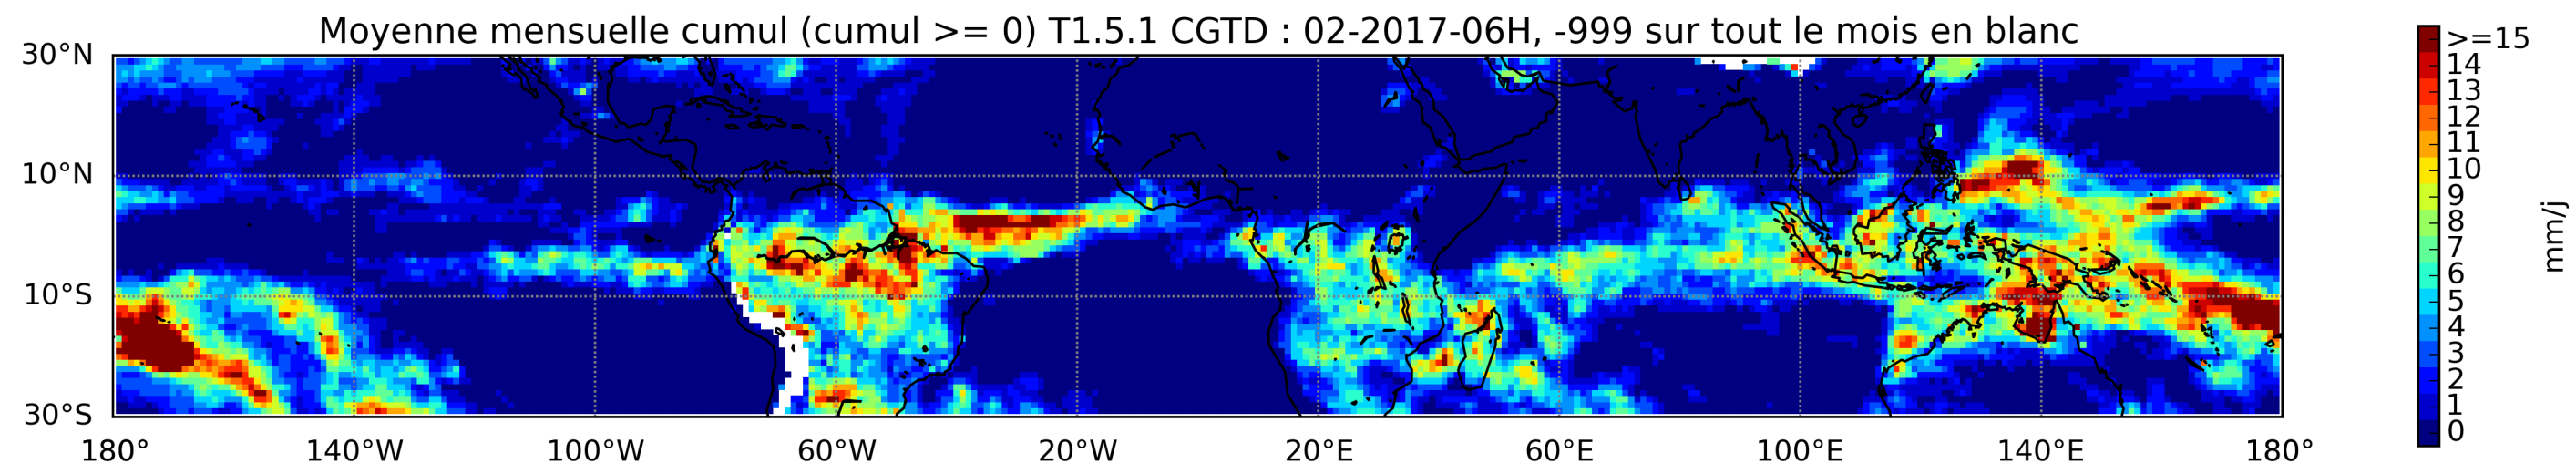 Moyenne mensuelle cumul (cumul >= 0) T1.5.1 CGTD : 02-2017-06H, -999 sur tout le mois en blanc
30°N
10°N
10°S
30°S
180° 140°W 100°W 60°W 20°W 20°E 60°E 100°E 140°E 180°
>=15
14
13
12
11
10
9
8
7
6
5
4
3
2
1
0
mm/j